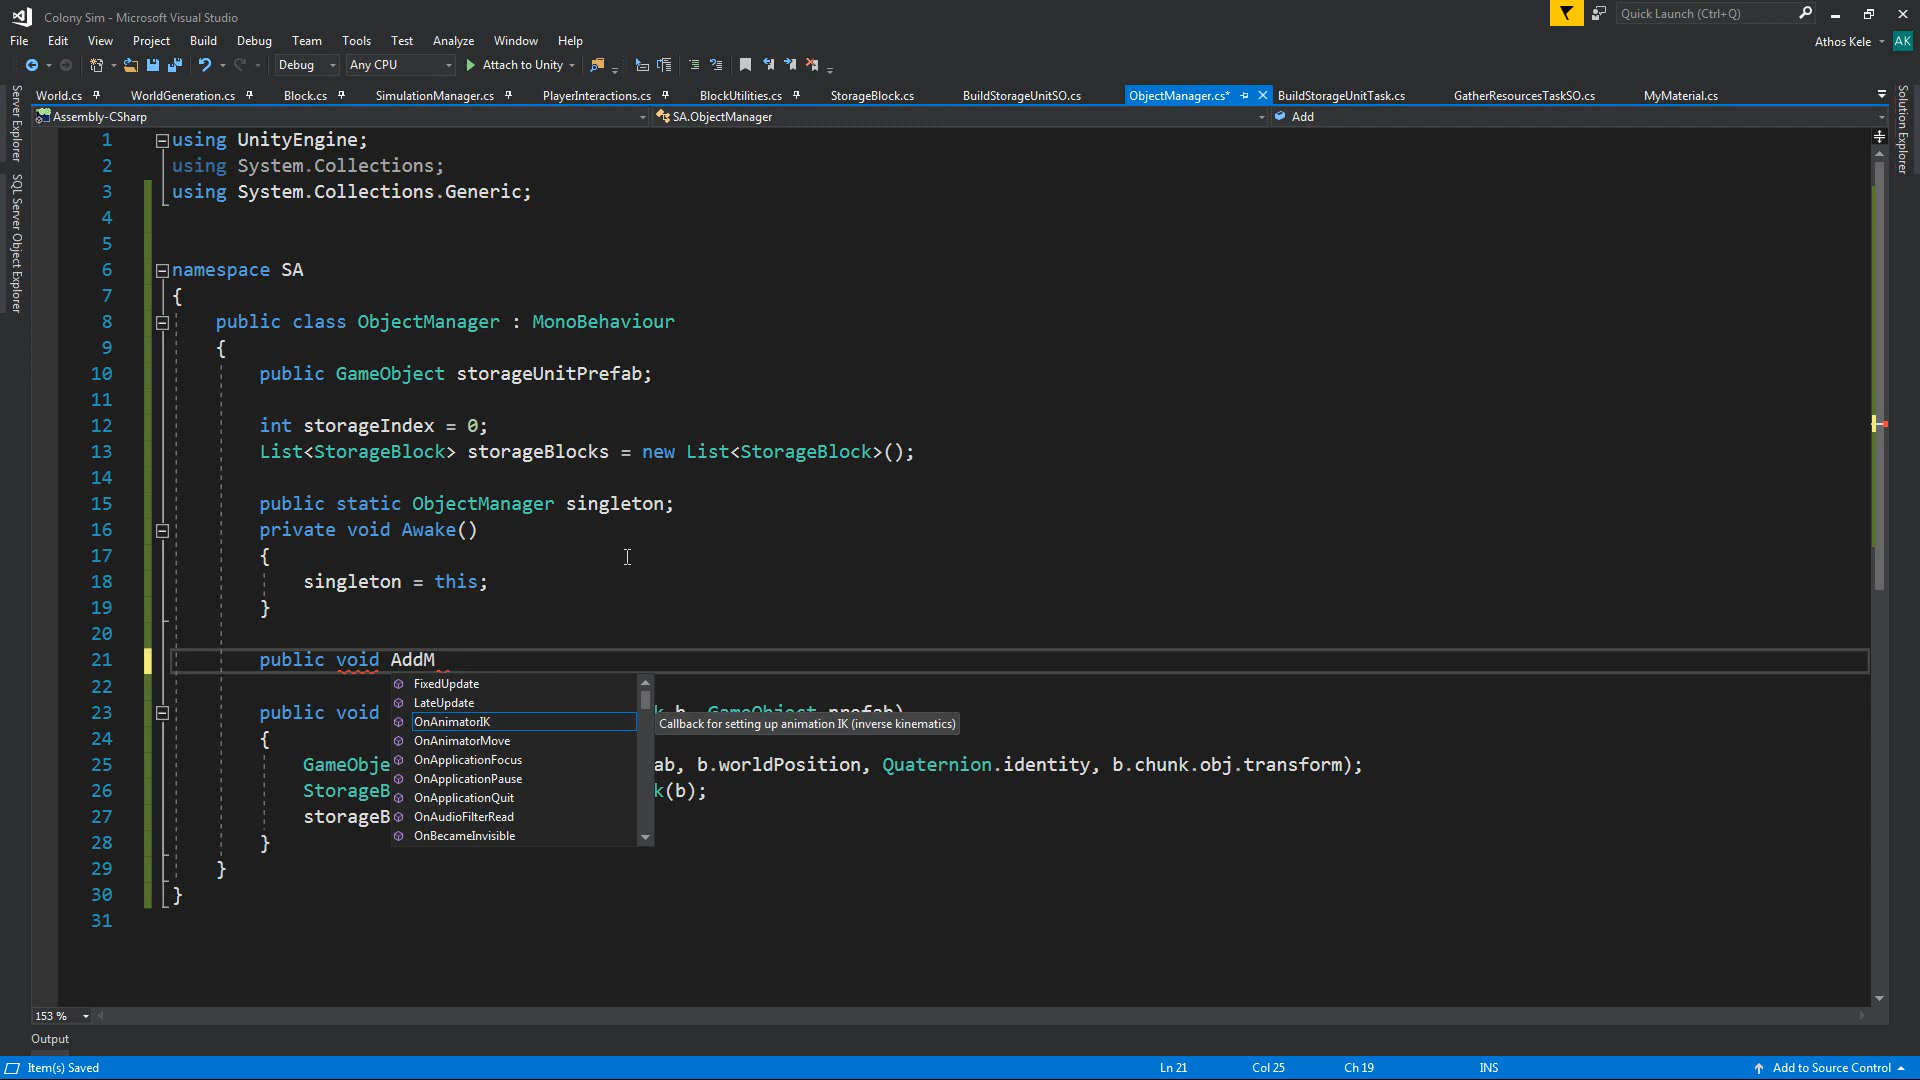 Colony Sim - Microsoft Visual Studio
Quick Launch (Ctrl+Q)
File Edit View Project Build Debug Team Tools Test Analyze Window Help
Athos Kele AK
Debug Any CPU Attach to Unity
World.cs WorldGeneration.cs Block.cs SimulationManager.cs PlayerInteractions.cs BlockUtilities.cs StorageBlock.cs BuildStorageUnitSO.cs ObjectManager.cs* BuildStorageUnitTask.cs GatherResourcesTaskSO.cs MyMaterial.cs
Assembly-CSharp SA.ObjectManager Add
Server Explorer
SQL Server Object Explorer
Solution Explorer
1 using UnityEngine;
2 using System.Collections;
3 using System.Collections.Generic;
4
5
6 namespace SA
7 {
8 public class ObjectManager : MonoBehaviour
9 {
10 public GameObject storageUnitPrefab;
11
12 int storageIndex = 0;
13 List<StorageBlock> storageBlocks = new List<StorageBlock>();
14
15 public static ObjectManager singleton;
16 private void Awake()
17 {
18 singleton = this;
19 }
20
21 public void AddM
22
23 public void k b, GameObject prefab)
24 {
25 GameObje ab, b.worldPosition, Quaternion.identity, b.chunk.obj.transform);
26 StorageB k(b);
27 storageB
28 }
29 }
30 }
31
FixedUpdate
LateUpdate
OnAnimatorIK
OnAnimatorMove
OnApplicationFocus
OnApplicationPause
OnApplicationQuit
OnAudioFilterRead
OnBecameInvisible
Callback for setting up animation IK (inverse kinematics)
153 %
Output
Item(s) Saved Ln 21 Col 25 Ch 19 INS Add to Source Control